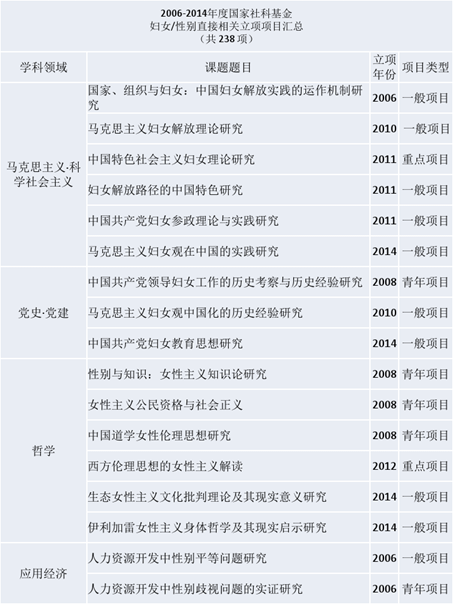 2006-2014年度国家社科基金
妇女/性别直接相关立项项目汇总
（共 238 项）
学科领域 课题题目 立项年份 项目类型
马克思主义·科学社会主义
国家、组织与妇女：中国妇女解放实践的运作机制研究 2006 一般项目
马克思主义妇女解放理论研究 2010 一般项目
中国特色社会主义妇女理论研究 2011 重点项目
妇女解放路径的中国特色研究 2011 一般项目
中国共产党妇女参政理论与实践研究 2011 一般项目
马克思主义妇女观在中国的实践研究 2014 一般项目
党史·党建
中国共产党领导妇女工作的历史考察与历史经验研究 2008 青年项目
马克思主义妇女观中国化的历史经验研究 2010 一般项目
中国共产党妇女教育思想研究 2014 一般项目
哲学
性别与知识：女性主义知识论研究 2008 青年项目
女性主义公民资格与社会正义 2008 青年项目
中国道学女性伦理思想研究 2008 青年项目
西方伦理思想的女性主义解读 2012 重点项目
生态女性主义文化批判理论及其现实意义研究 2014 一般项目
伊利加雷女性主义身体哲学及其现实启示研究 2014 一般项目
应用经济
人力资源开发中性别平等问题研究 2006 一般项目
人力资源开发中性别歧视问题的实证研究 2006 青年项目